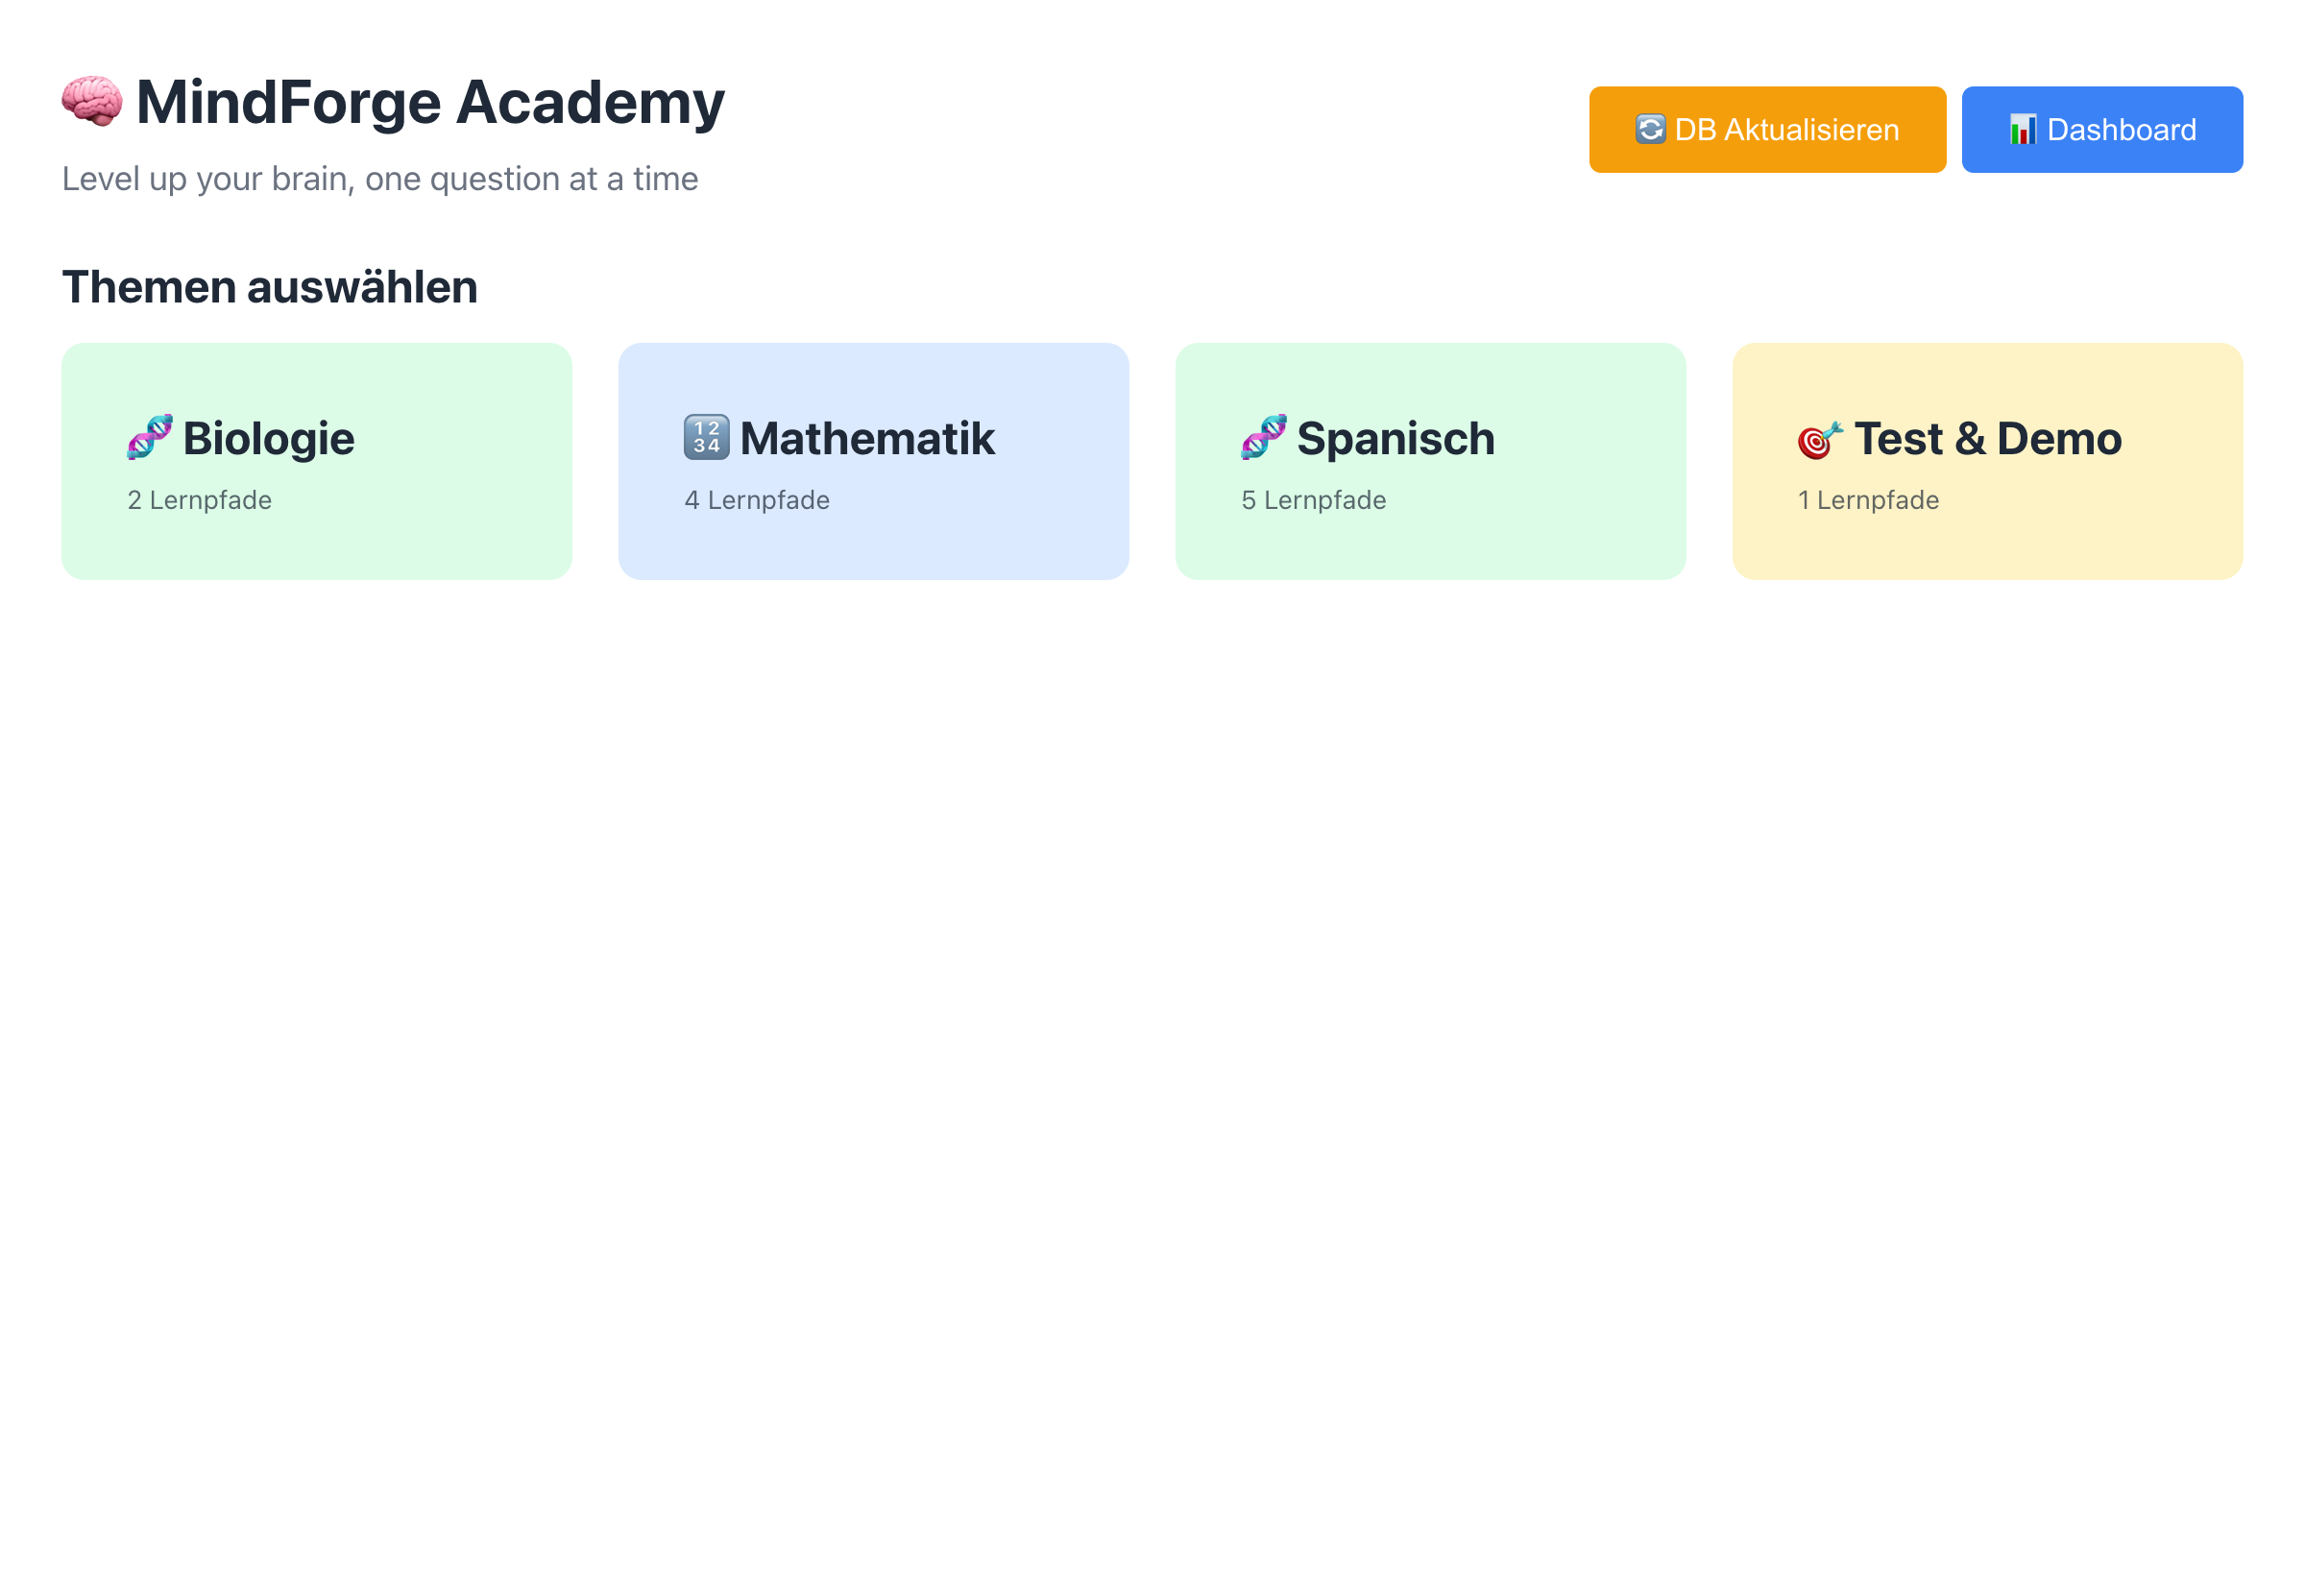 MindForge Academy
Level up your brain, one question at a time
DB Aktualisieren
Dashboard
Themen auswählen
Biologie
2 Lernpfade
1234 Mathematik
4 Lernpfade
Spanisch
5 Lernpfade
Test & Demo
1 Lernpfade